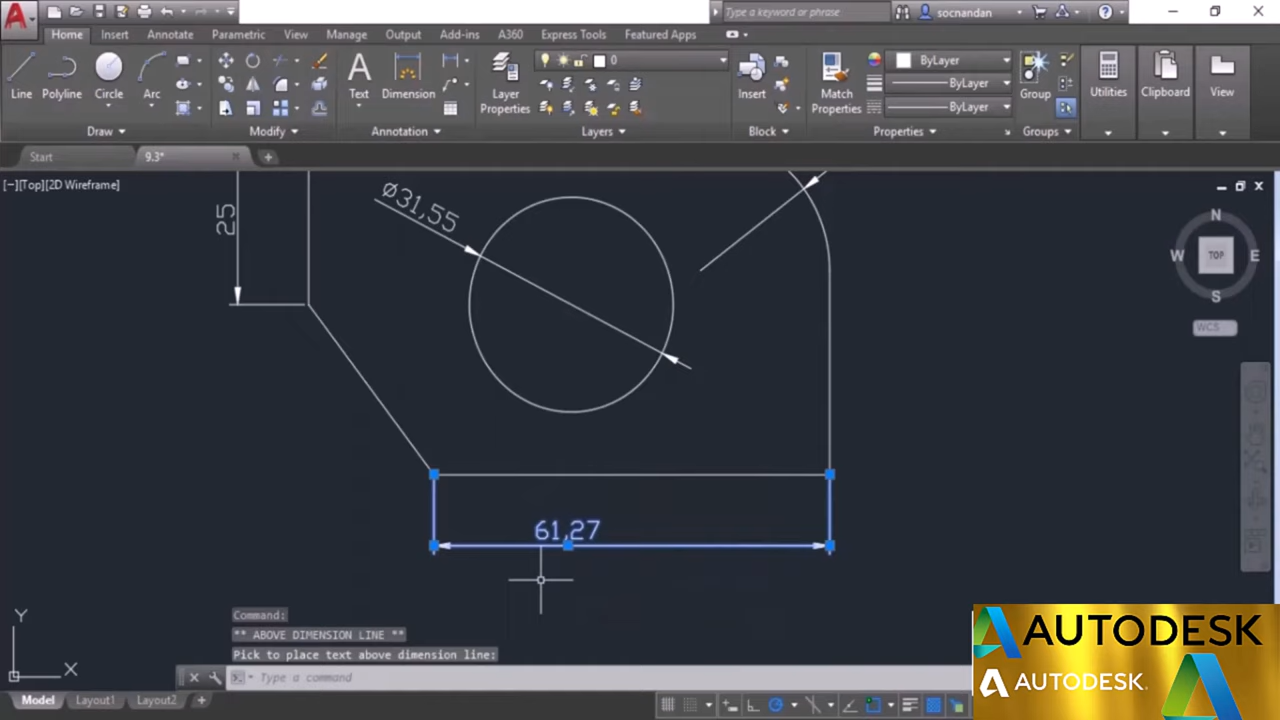 Type a keyword or phrase
socnandan
Home Insert Annotate Parametric View Manage Output Add-ins A360 Express Tools Featured Apps
0
ByLayer
ByLayer
ByLayer
Line Polyline Circle Arc Text Dimension Layer Properties Insert Match Properties Group Utilities Clipboard View
Draw Modify Annotation Layers Block Properties Groups
Start 9.3*
[−][Top][2D Wireframe]
N
W TOP E
S
WCS
25
Ø31,55
61,27
Command:
** ABOVE DIMENSION LINE **
Pick to place text above dimension line:
Type a command
Y
X
Model Layout1 Layout2
AUTODESK
AUTODESK.